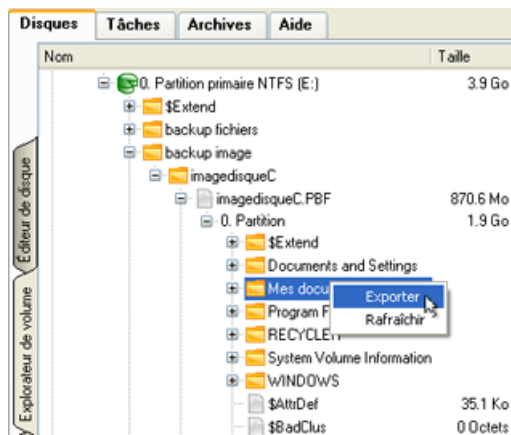 Disques Tâches Archives Aide
Nom Taille
0. Partition primaire NTFS (E:) 3.9 Go
$Extend
backup fichiers
backup image
imagedisqueC
imagedisqueC.PBF 870.6 Mo
0. Partition 1.9 Go
$Extend
Documents and Settings
Mes docu
Exporter
Program F
Rafraîchir
System Volume Information
WINDOWS
$AttrDef 35.1 Ko
$BadClus 0 Octets
Éditeur de disque
Explorateur de volume